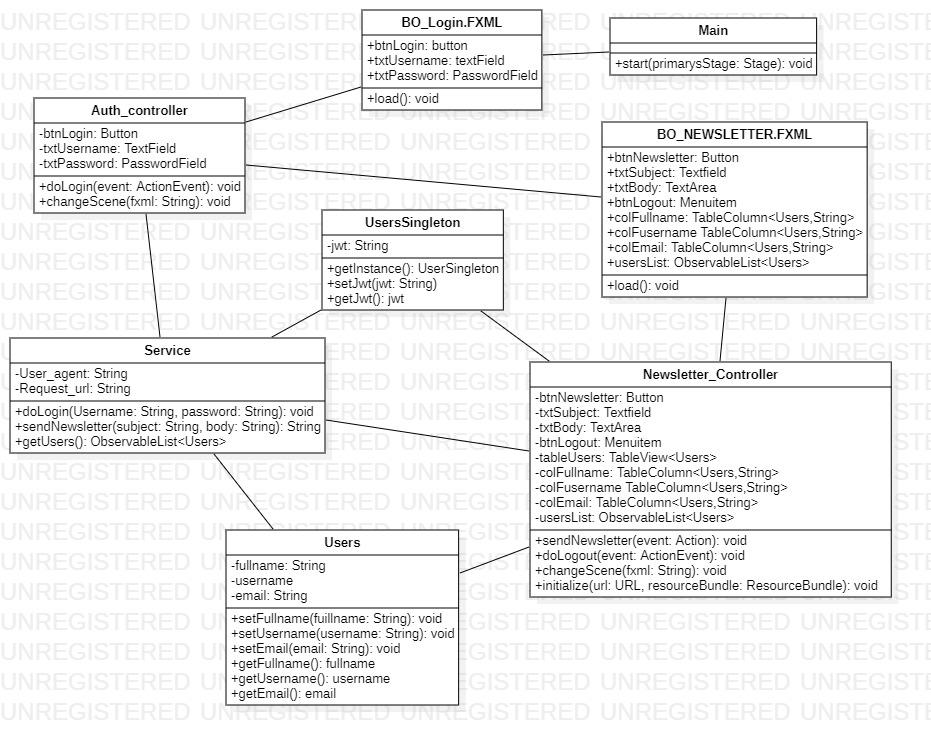 BO_Login.FXML
+btnLogin: button
+txtUsername: textField
+txtPassword: PasswordField
+load(): void
Main
+start(primarysStage: Stage): void
Auth_controller
-btnLogin: Button
-txtUsername: TextField
-txtPassword: PasswordField
+doLogin(event: ActionEvent): void
+changeScene(fxml: String): void
BO_NEWSLETTER.FXML
+btnNewsletter: Button
+txtSubject: Textfield
+txtBody: TextArea
+btnLogout: Menuitem
+colFullname: TableColumn<Users,String>
+colFusername TableColumn<Users,String>
+colEmail: TableColumn<Users,String>
+usersList: ObservableList<Users>
+load(): void
UsersSingleton
-jwt: String
+getInstance(): UserSingleton
+setJwt(jwt: String)
+getJwt(): jwt
Service
-User_agent: String
-Request_url: String
+doLogin(Username: String, password: String): void
+sendNewsletter(subject: String, body: String): String
+getUsers(): ObservableList<Users>
Newsletter_Controller
-btnNewsletter: Button
-txtSubject: Textfield
-txtBody: TextArea
-btnLogout: Menuitem
-tableUsers: TableView<Users>
-colFullname: TableColumn<Users,String>
-colFusername TableColumn<Users,String>
-colEmail: TableColumn<Users,String>
-usersList: ObservableList<Users>
+sendNewsletter(event: Action): void
+doLogout(event: ActionEvent): void
+changeScene(fxml: String): void
+initialize(url: URL, resourceBundle: ResourceBundle): void
Users
-fullname: String
-username
-email: String
+setFullname(fuillname: String): void
+setUsername(username: String): void
+setEmail(email: String): void
+getFullname(): fullname
+getUsername(): username
+getEmail(): email
UNREGISTERED